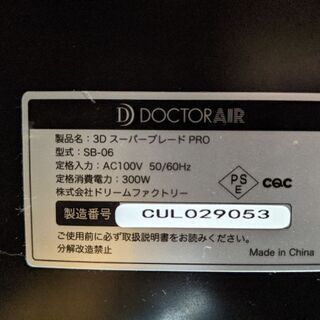 DOCTORAIR
製品名：3D スーパーブレード PRO
型式：SB-06
定格入力：AC100V 50/60Hz
定格消費電力：300W
株式会社ドリームファクトリー
PSE
CQC
製造番号 CUL029053
ご使用前に必ず取扱説明書をお読みください。
分解改造禁止
Made in China